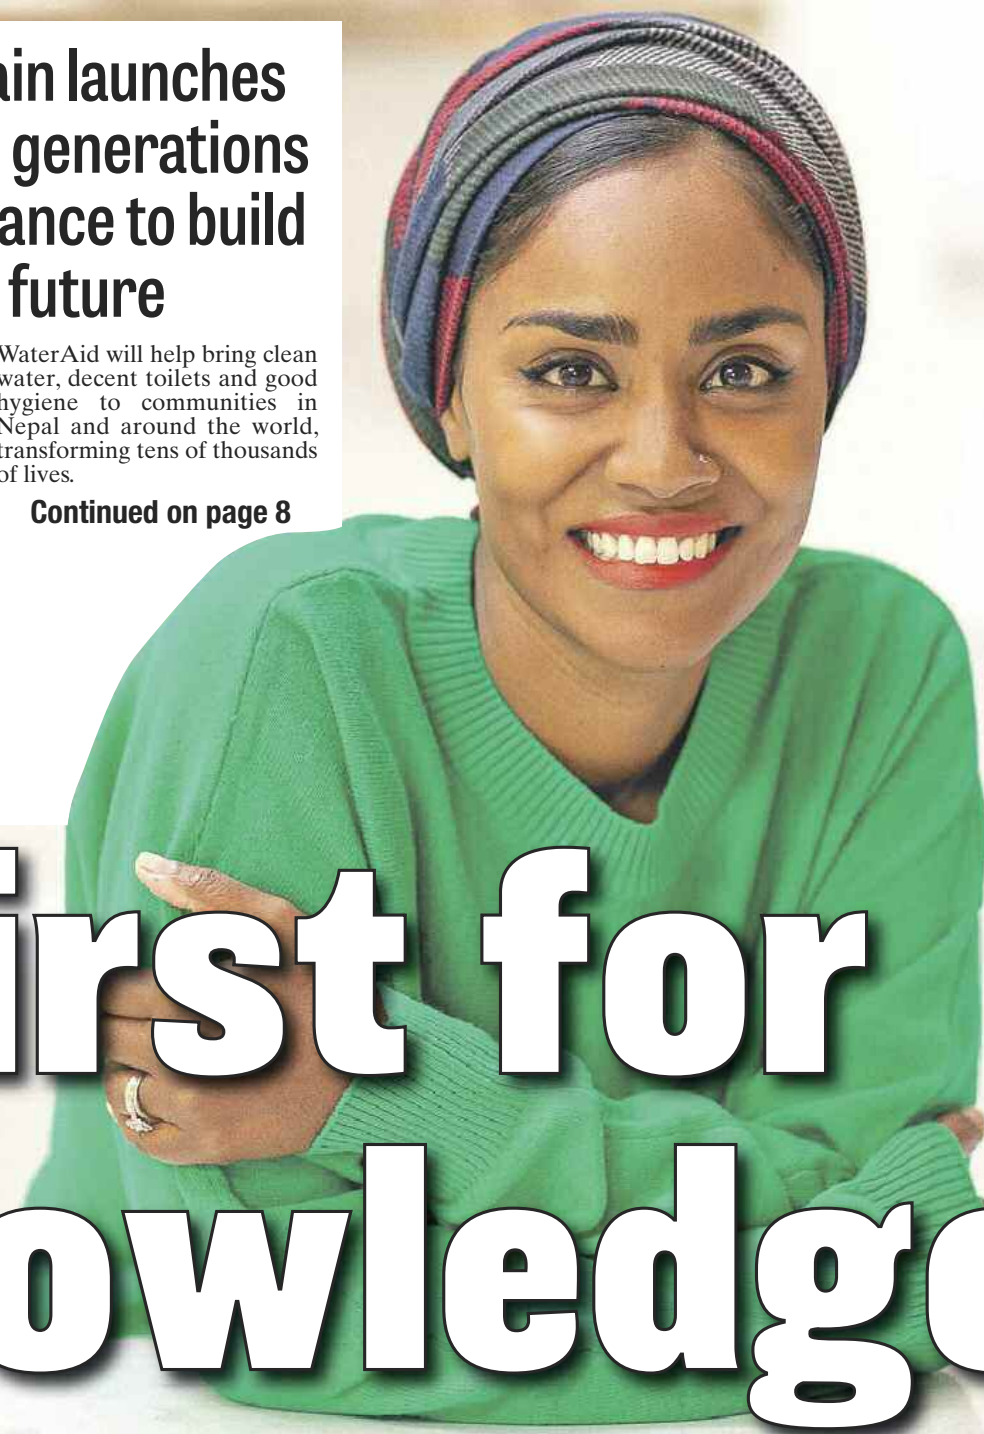 ain launches
generations
ance to build
future
WaterAid will help bring clean
water, decent toilets and good
hygiene to communities in
Nepal and around the world,
transforming tens of thousands
of lives.
Continued on page 8
irst for
owledge